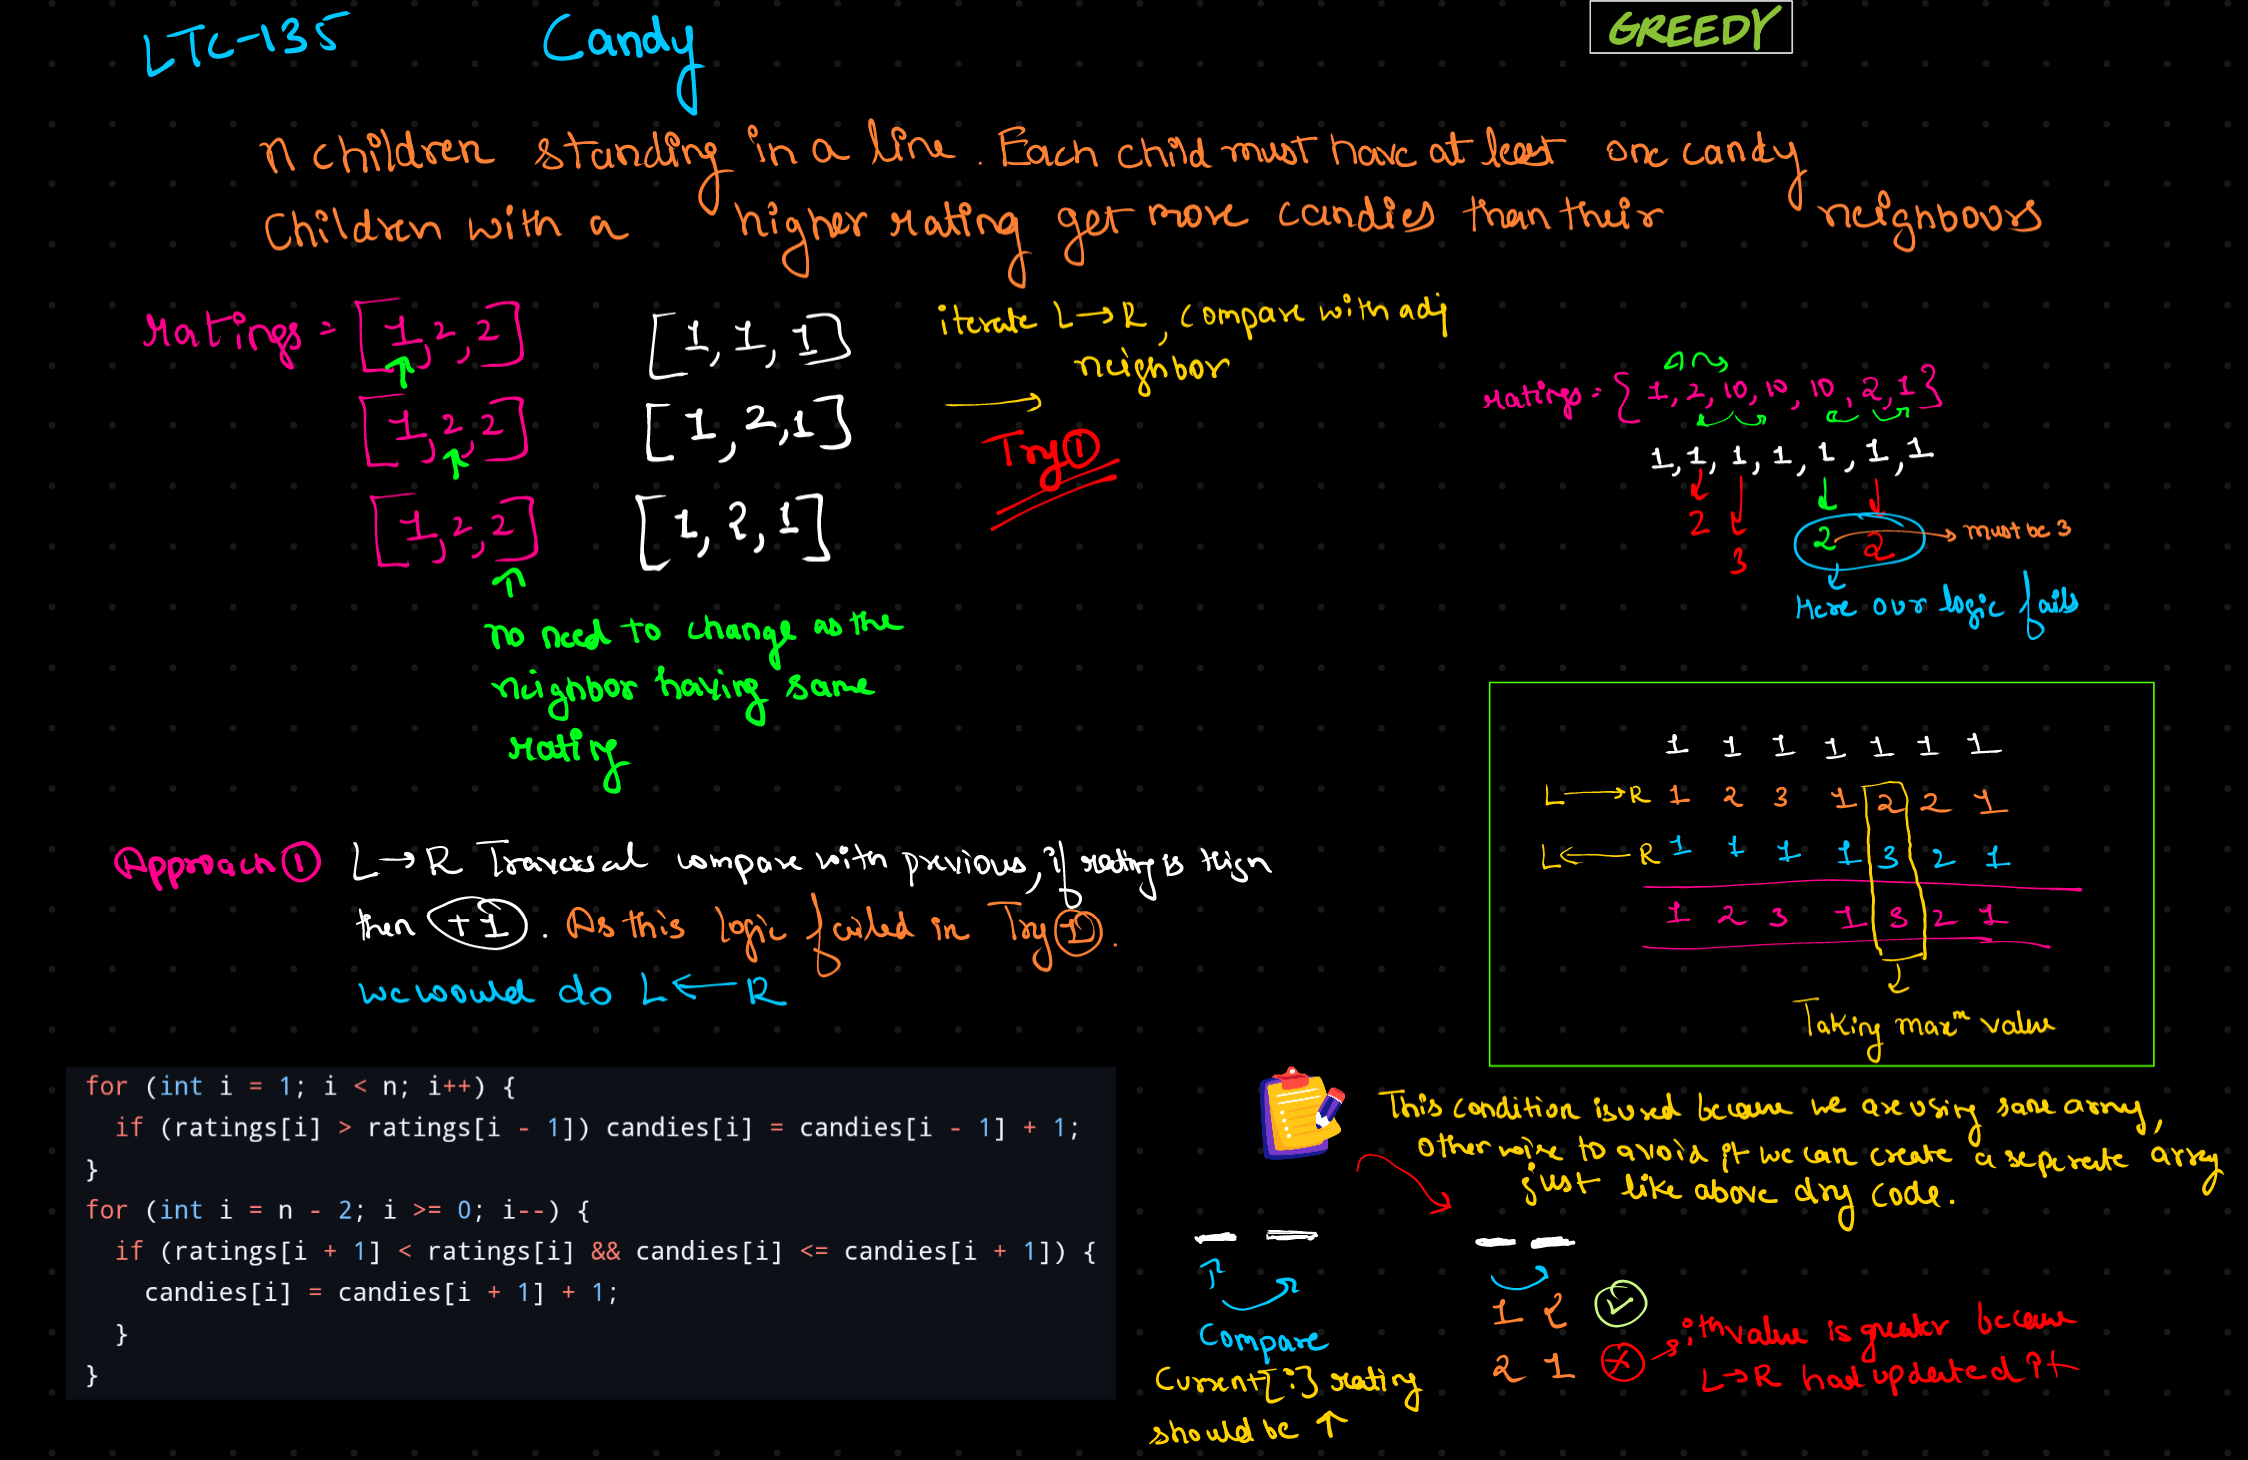 LTC-135 Candy
GREEDY
n children standing in a line. Each child must have at least one candy
Children with a higher rating get more candies than their neighbours
ratings = [1, 2, 2] [1, 1, 1]
[1, 2, 2] [1, 2, 1]
[1, 2, 2] [1, 2, 1]
no need to change as the
neighbor having same
rating
iterate L → R, compare with adj
neighbor
Try ①
ratings = { 1, 2, 10, 10, 10, 2, 1 }
1, 1, 1, 1, 1, 1, 1
2 2 2 → must be 3
3
Here our logic fails
1 1 1 1 1 1 1
L → R 1 2 3 1 2 2 1
L ← R 1 1 1 1 3 2 1
1 2 3 1 3 2 1
Taking maxᵐ value
Approach ① L → R Traversal compare with previous, if rating is high
then +1. As this logic failed in Try ①.
we would do L ← R
for (int i = 1; i < n; i++) {
if (ratings[i] > ratings[i - 1]) candies[i] = candies[i - 1] + 1;
}
for (int i = n - 2; i >= 0; i--) {
if (ratings[i + 1] < ratings[i] && candies[i] <= candies[i + 1]) {
candies[i] = candies[i + 1] + 1;
}
}
This condition is used because we are using same array,
otherwise to avoid it we can create a seperate array
just like above dry code.
Compare
Current[i] rating
should be ↑
1 2 ✓
2 1 ✗ → ith value is greater because
L → R had updated it